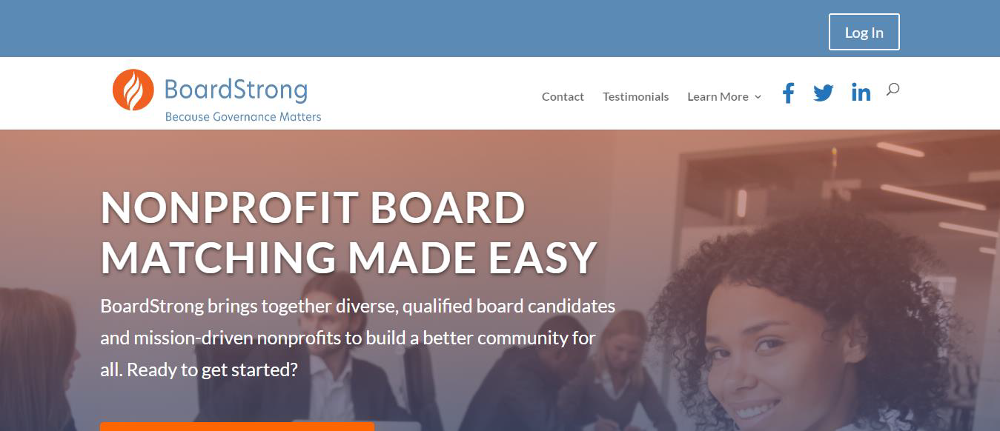 Log In
BoardStrong
Because Governance Matters
Contact Testimonials Learn More
NONPROFIT BOARD
MATCHING MADE EASY
BoardStrong brings together diverse, qualified board candidates
and mission-driven nonprofits to build a better community for
all. Ready to get started?